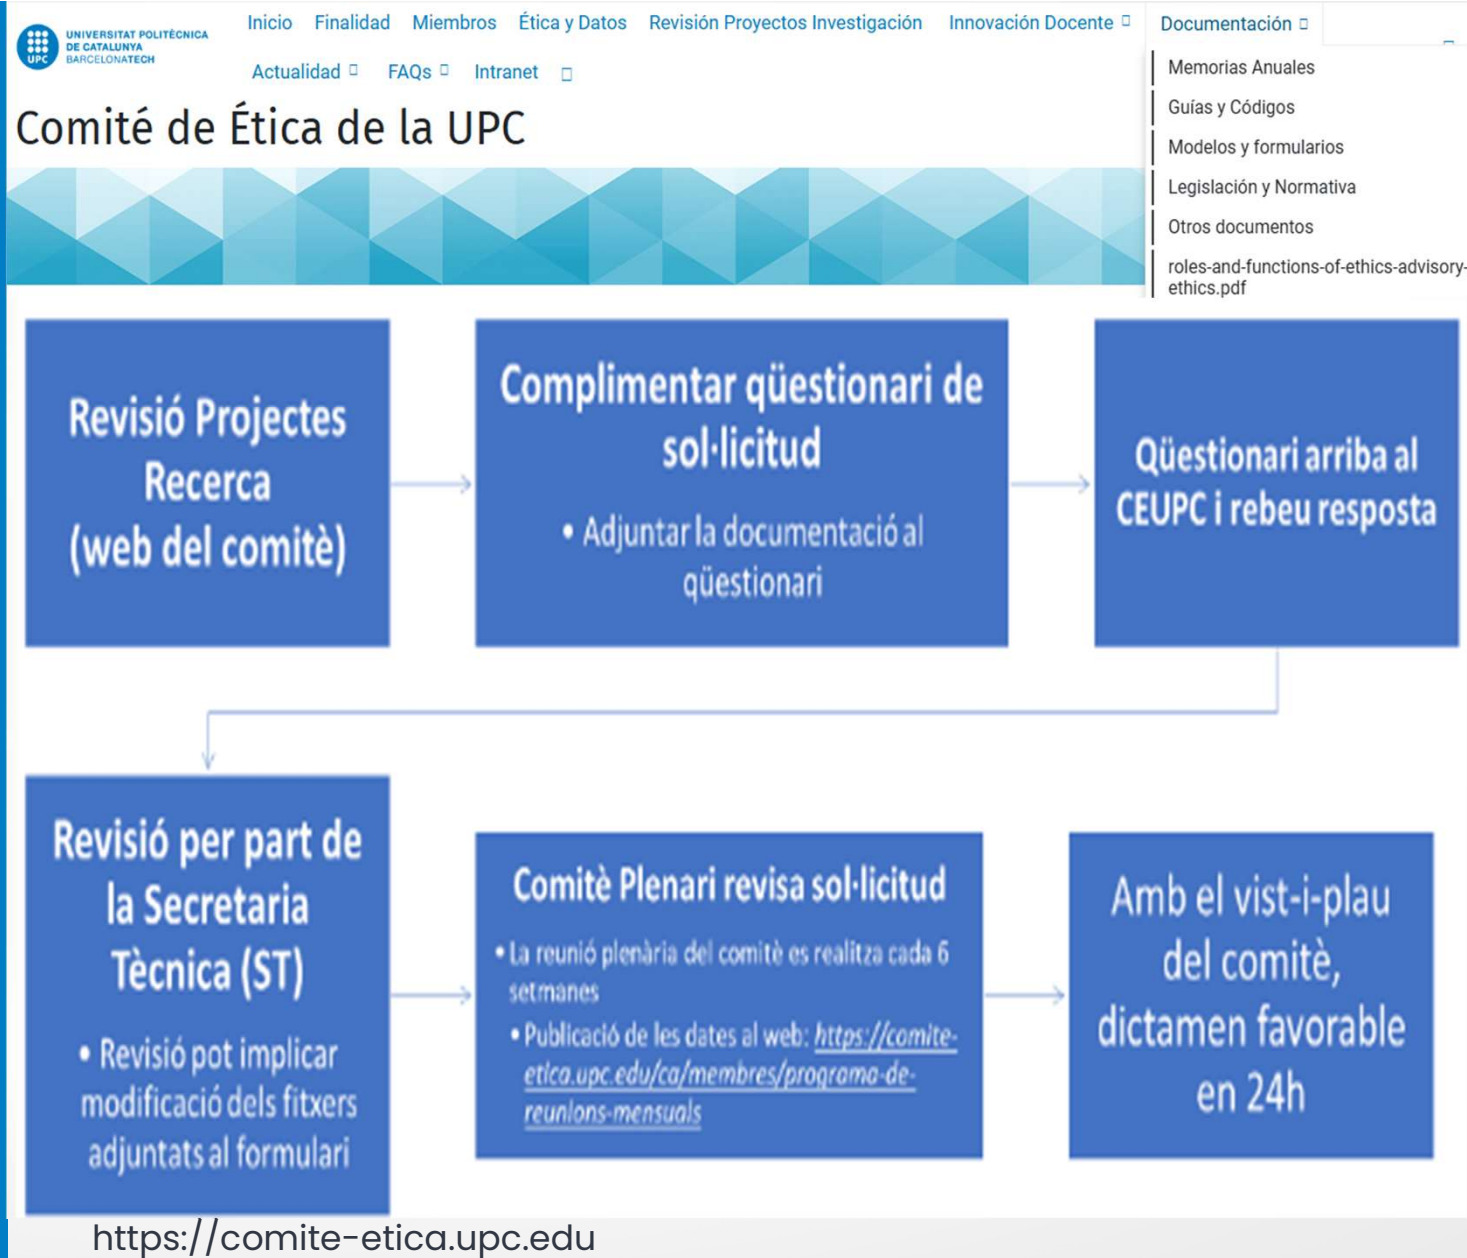 UNIVERSITAT POLITÈCNICA
DE CATALUNYA
BARCELONATECH
UPC
Inicio Finalidad Miembros Ética y Datos Revisión Proyectos Investigación Innovación Docente Documentación
Actualidad FAQs Intranet
Memorias Anuales
Guías y Códigos
Modelos y formularios
Legislación y Normativa
Otros documentos
roles-and-functions-of-ethics-advisory-
ethics.pdf
Comité de Ética de la UPC
Revisió Projectes
Recerca
(web del comitè)
Complimentar qüestionari de
sol·licitud
• Adjuntar la documentació al
qüestionari
Qüestionari arriba al
CEUPC i rebeu resposta
Revisió per part de
la Secretaria
Tècnica (ST)
• Revisió pot implicar
modificació dels fitxers
adjuntats al formulari
Comitè Plenari revisa sol·licitud
• La reunió plenària del comitè es realitza cada 6
setmanes
• Publicació de les dates al web: https://comite-
etica.upc.edu/ca/membres/programa-de-
reunions-mensuals
Amb el vist-i-plau
del comitè,
dictamen favorable
en 24h
https://comite-etica.upc.edu